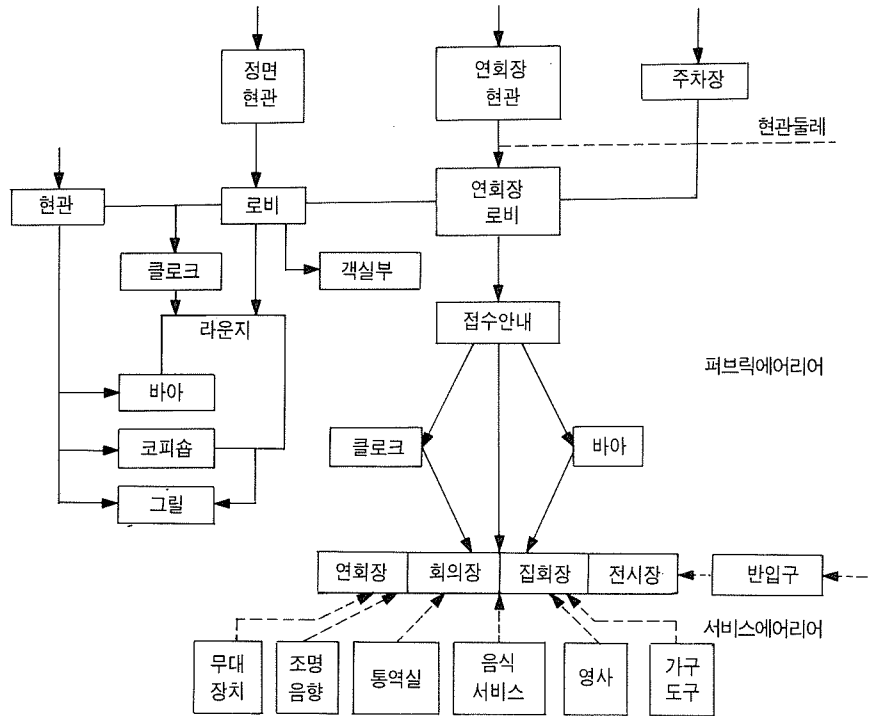 정면
현관
연회장
현관
주차장
현관둘레
현관
로비
연회장
로비
클로크
객실부
라운지
접수안내
퍼브릭에어리어
바아
코피숍
클로크
바아
그릴
연회장
회의장
집회장
전시장
반입구
서비스에어리어
무대
장치
조명
음향
통역실
음식
서비스
영사
가구
도구